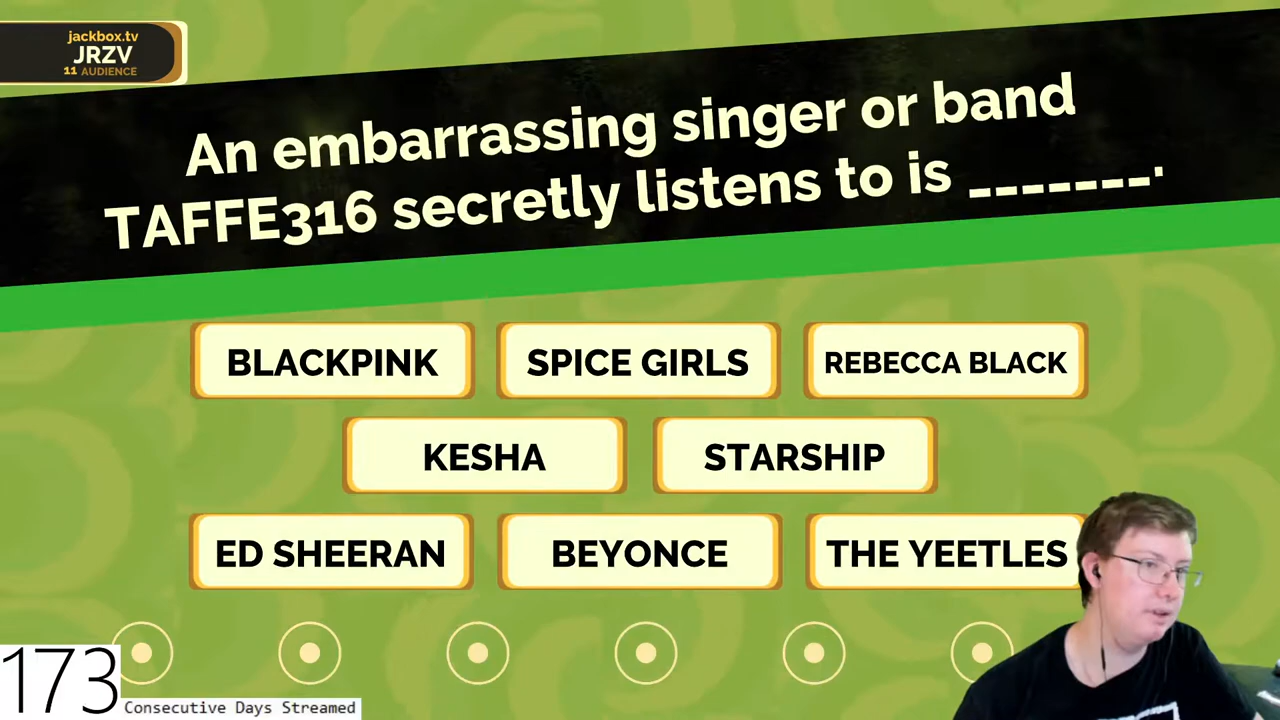 jackbox.tv
JRZV
11 AUDIENCE
An embarrassing singer or band
TAFFE316 secretly listens to is _______.
BLACKPINK
SPICE GIRLS
REBECCA BLACK
KESHA
STARSHIP
ED SHEERAN
BEYONCE
THE YEETLES
173
Consecutive Days Streamed